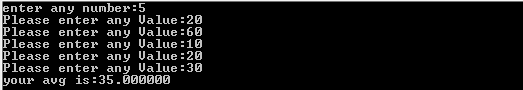 enter any number:5
Please enter any Value:20
Please enter any Value:60
Please enter any Value:10
Please enter any Value:20
Please enter any Value:30
your avg is:35.000000